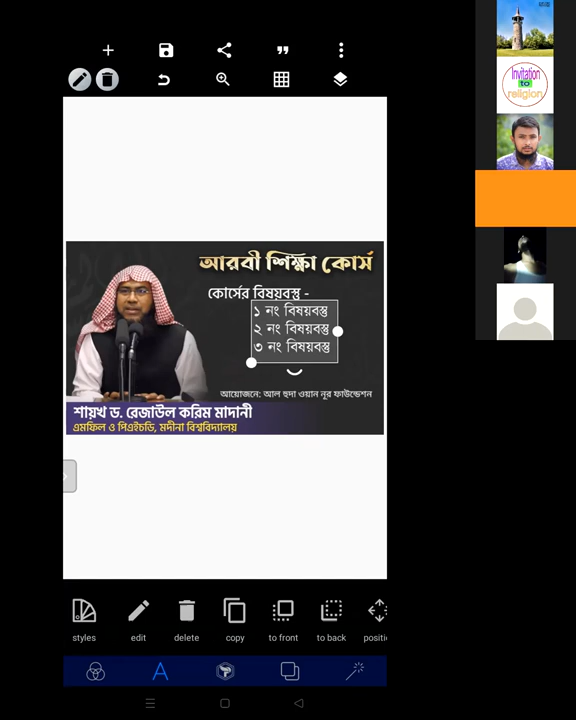 Invitation
to
religion
আরবী শিক্ষা কোর্স
কোর্সের বিষয়বস্তু -
১ নং বিষয়বস্তু
২ নং বিষয়বস্তু
৩ নং বিষয়বস্তু
আয়োজনে: আল হুদা ওয়ান নূর ফাউন্ডেশন
শায়খ ড. রেজাউল করিম মাদানী
এমফিল ও পিএইচডি, মদীনা বিশ্ববিদ্যালয়
styles edit delete copy to front to back positi